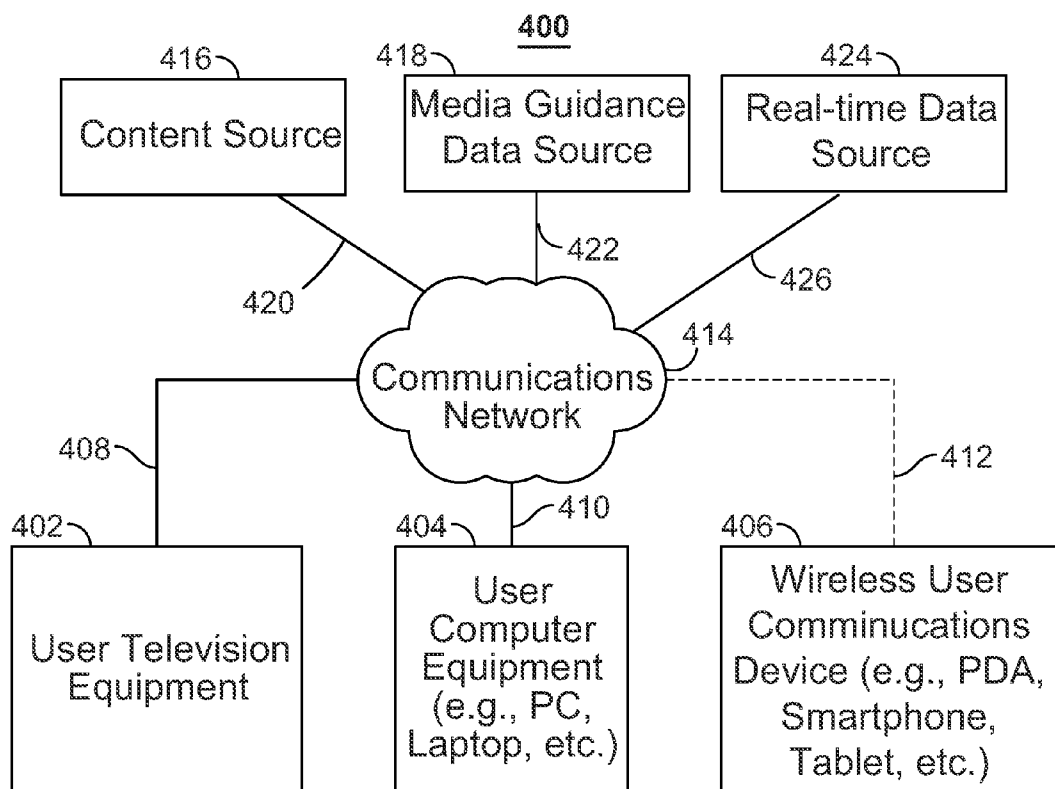 400
416
418
424
Content Source
Media Guidance
Data Source
Real-time Data
Source
420
422
426
414
Communications
Network
408
410
412
402
404
406
User Television
Equipment
User
Computer
Equipment
(e.g., PC,
Laptop, etc.)
Wireless User
Comminucations
Device (e.g., PDA,
Smartphone,
Tablet, etc.)